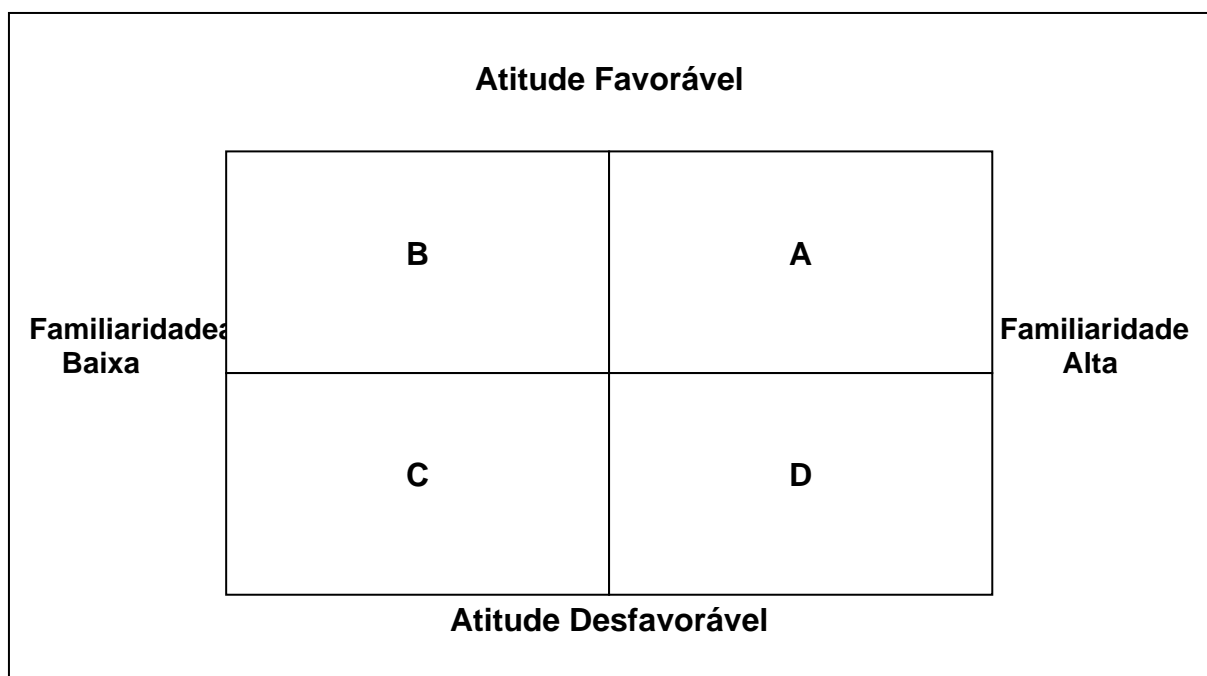 Atitude Favorável
B
A
Familiaridadea
Baixa
Familiaridade
Alta
C
D
Atitude Desfavorável